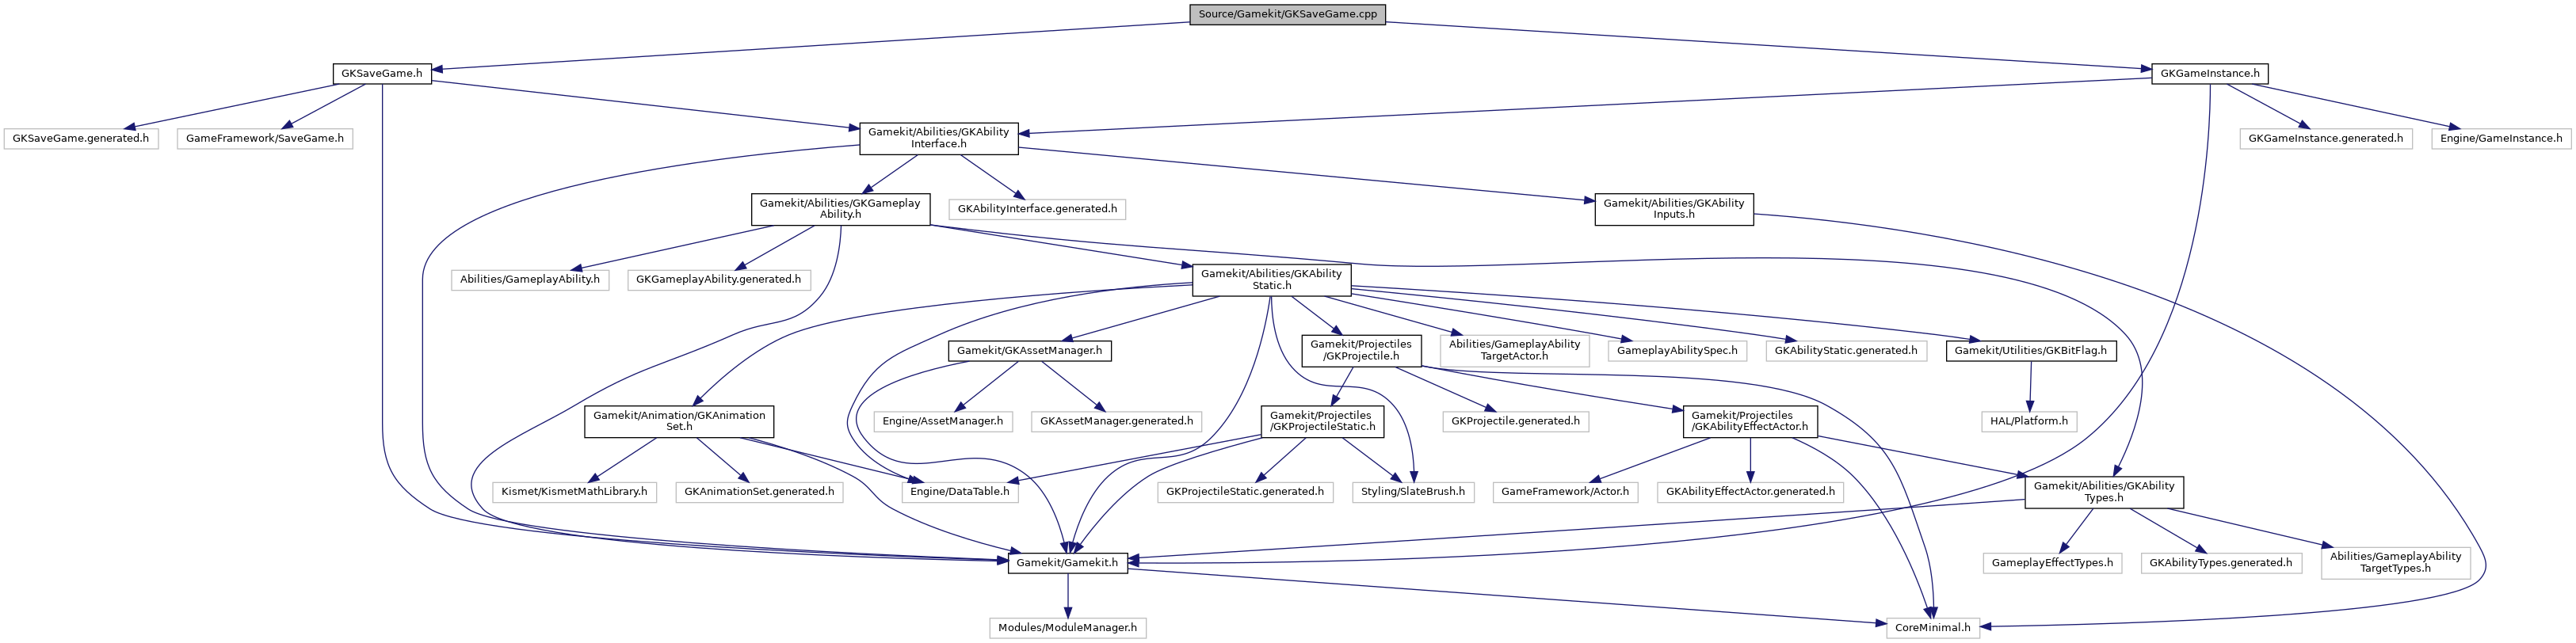 Source/Gamekit/GKSaveGame.cpp
GKSaveGame.h
GKGameInstance.h
GKSaveGame.generated.h
GameFramework/SaveGame.h
Gamekit/Abilities/GKAbility
Interface.h
GKGameInstance.generated.h
Engine/GameInstance.h
Gamekit/Abilities/GKGameplay
Ability.h
GKAbilityInterface.generated.h
Gamekit/Abilities/GKAbility
Inputs.h
Abilities/GameplayAbility.h
GKGameplayAbility.generated.h
Gamekit/Abilities/GKAbility
Static.h
Gamekit/GKAssetManager.h
Gamekit/Projectiles
/GKProjectile.h
Abilities/GameplayAbility
TargetActor.h
GameplayAbilitySpec.h
GKAbilityStatic.generated.h
Gamekit/Utilities/GKBitFlag.h
Gamekit/Animation/GKAnimation
Set.h
Engine/AssetManager.h
GKAssetManager.generated.h
Gamekit/Projectiles
/GKProjectileStatic.h
GKProjectile.generated.h
Gamekit/Projectiles
/GKAbilityEffectActor.h
HAL/Platform.h
Kismet/KismetMathLibrary.h
GKAnimationSet.generated.h
Engine/DataTable.h
GKProjectileStatic.generated.h
Styling/SlateBrush.h
GameFramework/Actor.h
GKAbilityEffectActor.generated.h
Gamekit/Abilities/GKAbility
Types.h
Gamekit/Gamekit.h
GameplayEffectTypes.h
GKAbilityTypes.generated.h
Abilities/GameplayAbility
TargetTypes.h
Modules/ModuleManager.h
CoreMinimal.h